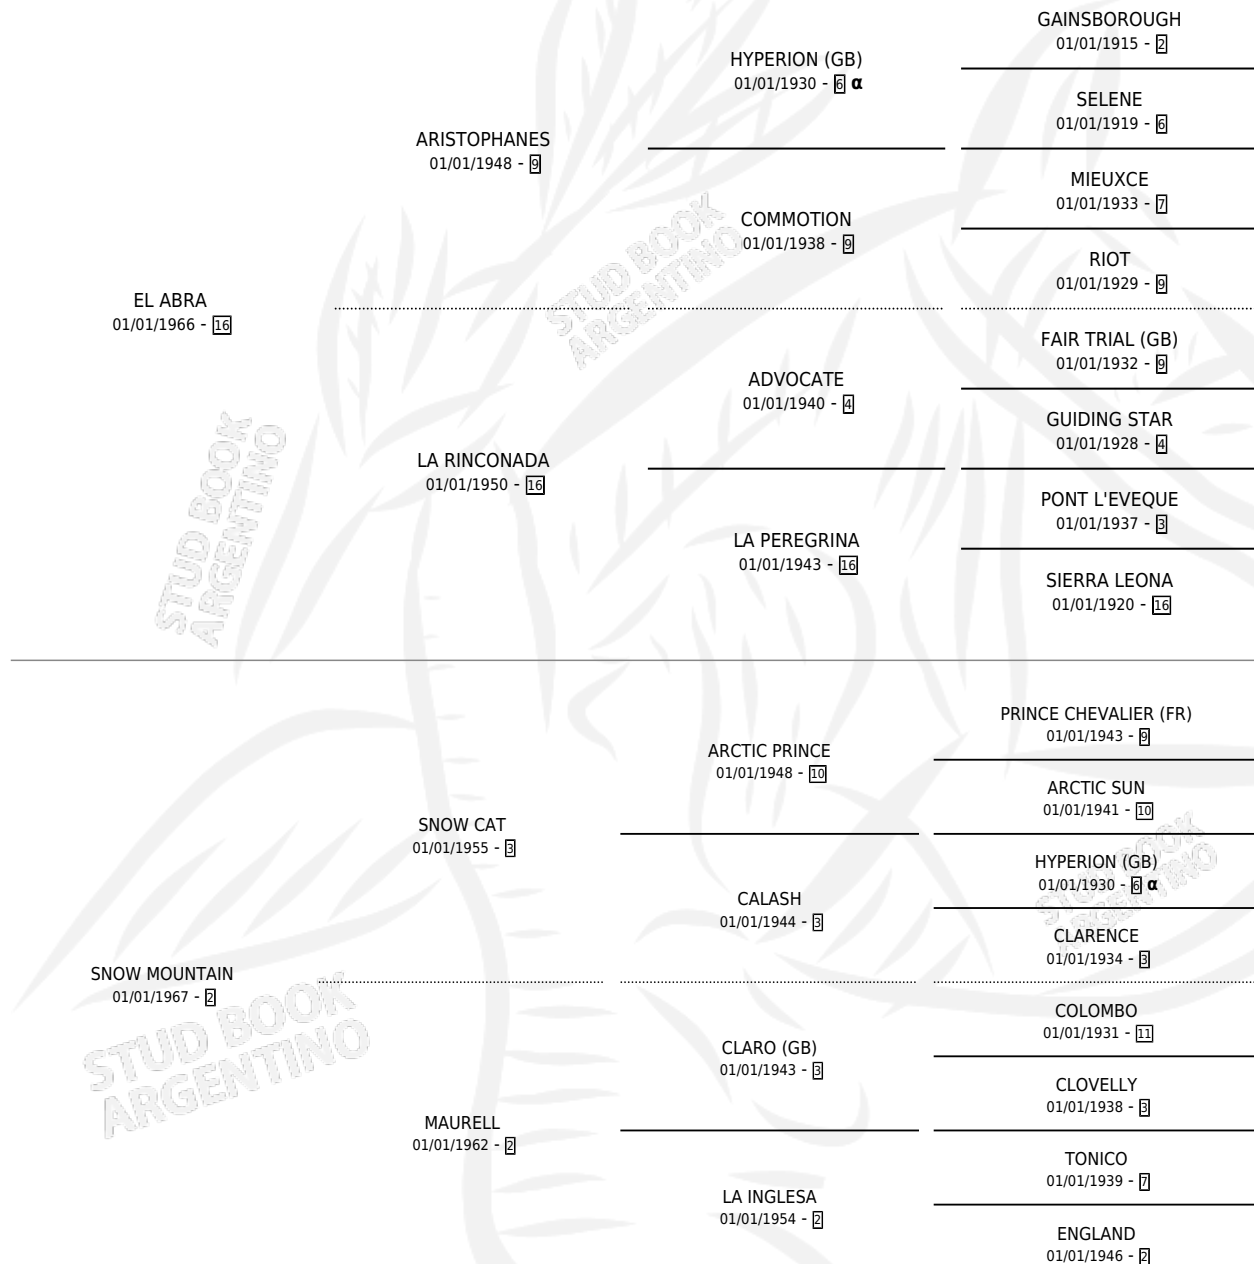 GAINSBOROUGH
01/01/1915 - 2
HYPERION (GB)
01/01/1930 - 6 α
SELENE
01/01/1919 - 6
ARISTOPHANES
01/01/1948 - 9
MIEUXCE
01/01/1933 - 7
COMMOTION
01/01/1938 - 9
RIOT
01/01/1929 - 9
EL ABRA
01/01/1966 - 16
FAIR TRIAL (GB)
01/01/1932 - 9
ADVOCATE
01/01/1940 - 4
GUIDING STAR
01/01/1928 - 4
LA RINCONADA
01/01/1950 - 16
PONT L'EVEQUE
01/01/1937 - 3
LA PEREGRINA
01/01/1943 - 16
SIERRA LEONA
01/01/1920 - 16
PRINCE CHEVALIER (FR)
01/01/1943 - 9
ARCTIC PRINCE
01/01/1948 - 10
ARCTIC SUN
01/01/1941 - 10
SNOW CAT
01/01/1955 - 3
HYPERION (GB)
01/01/1930 - 6 α
CALASH
01/01/1944 - 3
CLARENCE
01/01/1934 - 3
SNOW MOUNTAIN
01/01/1967 - 2
COLOMBO
01/01/1931 - 11
CLARO (GB)
01/01/1943 - 3
CLOVELLY
01/01/1938 - 3
MAURELL
01/01/1962 - 2
TONICO
01/01/1939 - 7
LA INGLESA
01/01/1954 - 2
ENGLAND
01/01/1946 - 2
STUD BOOK
ARGENTINO
STUD BOOK
ARGENTINO
STUD BOOK
ARGENTINO
STUD BOOK
ARGENTINO